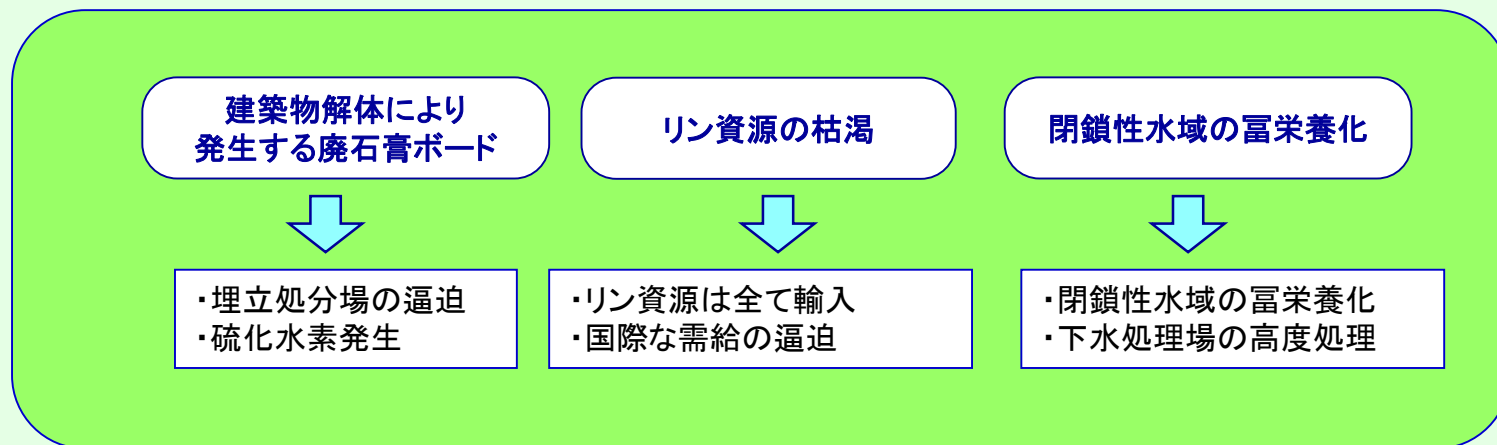 建築物解体により
発生する廃石膏ボード
リン資源の枯渇
閉鎖性水域の冨栄養化
・埋立処分場の逼迫
・硫化水素発生
・リン資源は全て輸入
・国際な需給の逼迫
・閉鎖性水域の冨栄養化
・下水処理場の高度処理